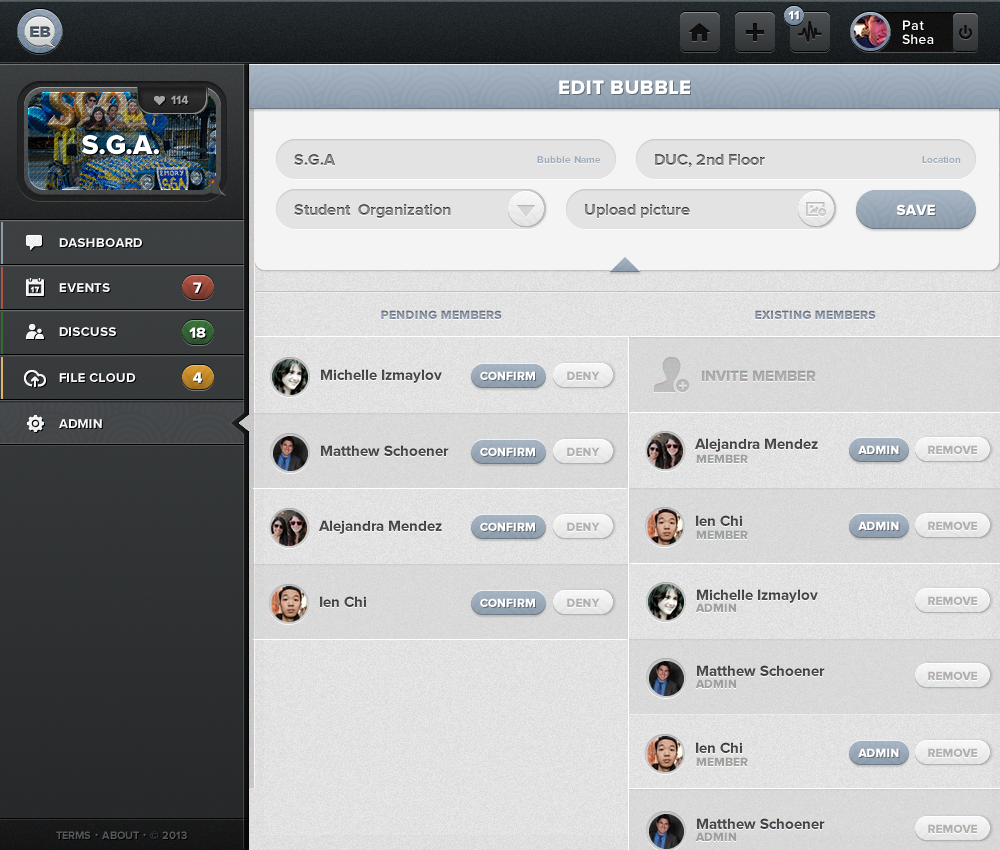 EB
11
Pat
Shea
114
S.G.A.
EMORY
SGA
DASHBOARD
17
EVENTS
7
DISCUSS
18
FILE CLOUD
4
ADMIN
TERMS • ABOUT • © 2013
EDIT BUBBLE
S.G.A Bubble Name
DUC, 2nd Floor Location
Student Organization
Upload picture
SAVE
PENDING MEMBERS
Michelle Izmaylov CONFIRM DENY
Matthew Schoener CONFIRM DENY
Alejandra Mendez CONFIRM DENY
Ien Chi CONFIRM DENY
EXISTING MEMBERS
INVITE MEMBER
Alejandra Mendez
MEMBER
ADMIN REMOVE
Ien Chi
MEMBER
ADMIN REMOVE
Michelle Izmaylov
ADMIN
REMOVE
Matthew Schoener
ADMIN
REMOVE
Ien Chi
MEMBER
ADMIN REMOVE
Matthew Schoener
ADMIN
REMOVE